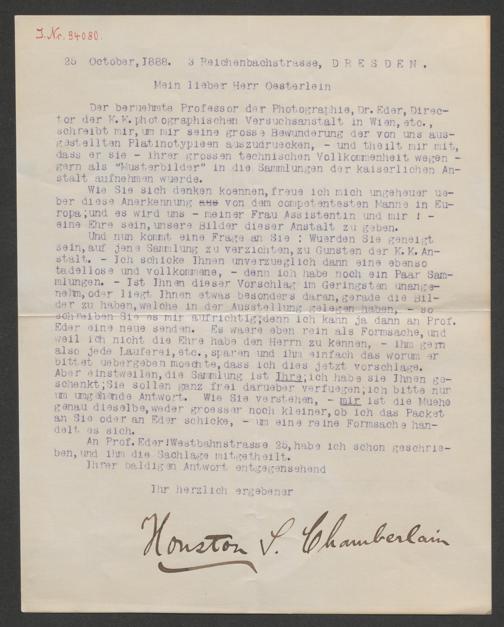 I.Nr. 94080.
25 October, 1888. 3 Reichenbachstrasse, DRESDEN.
Mein lieber Herr Oesterlein
Der beruehmte Professor der Photographie, Dr. Eder, Direc-
tor der K.K. photographischen Versuchsanstalt in Wien, etc.,
schreibt mir, um mir seine grosse Bewunderung der von uns aus-
gestellten Platinotypieen auszudruecken, - und theilt mir mit,
dass er sie - ihrer grossen technischen Vollkommenheit wegen -
gern als "Musterbilder" in die Sammlungen der kaiserlichen An-
stalt aufnehmen wuerde.
Wie Sie sich denken koennen, freue ich mich ungeheuer ue-
ber diese Anerkennung aus von dem competentesten Manne in Eu-
ropa; und es wird uns - meiner Frau Assistentin und mir ! -
eine Ehre sein, unsere Bilder dieser Anstalt zu geben.
Und nun kommt eine Frage an Sie : Wuerden Sie geneigt
sein, auf jene Sammlung zu verzichten, zu Gunsten der K.K. An-
stalt. - Ich schicke Ihnen unverzueglich dann eine ebenso
tadellose und vollkommene, - denn ich habe noch ein Paar Sam-
mlungen. - Ist Ihnen dieser Vorschlag im Geringsten unange-
nehm, oder liegt Ihnen etwas besonders daran, gerade die Bil-
der zu haben, welche in der Ausstellung gelegen haben, - so
schreiben Sie es mir aufrichtig; denn ich kann ja dann an Prof.
Eder eine neue senden. Es waere eben rein als Formsache, und
weil ich nicht die Ehre habe den Herrn zu kennen, - ihm gern
also jede Lauferei, etc., sparen und ihm einfach das worum er
bittet uebergeben moechte, dass ich dies jetzt vorschlage.
Aber einstweilen, die Sammlung ist Ihre; ich habe sie Ihnen ge-
schenkt; Sie sollen ganz frei darueber verfuegen; ich bitte nur
um umgehende Antwort. Wie Sie verstehen, - mir ist die Muehe
genau dieselbe, weder groesser noch kleiner, ob ich das Packet
an Sie oder an Eder schicke, - um eine reine Formsache han-
delt es sich.
An Prof. Eder! Westbahnstrasse 25, habe ich schon geschrie-
ben, und ihm die Sachlage mitgetheilt.
Ihrer baldigen Antwort entgegensehend
Ihr herzlich ergebener
Houston S. Chamberlain